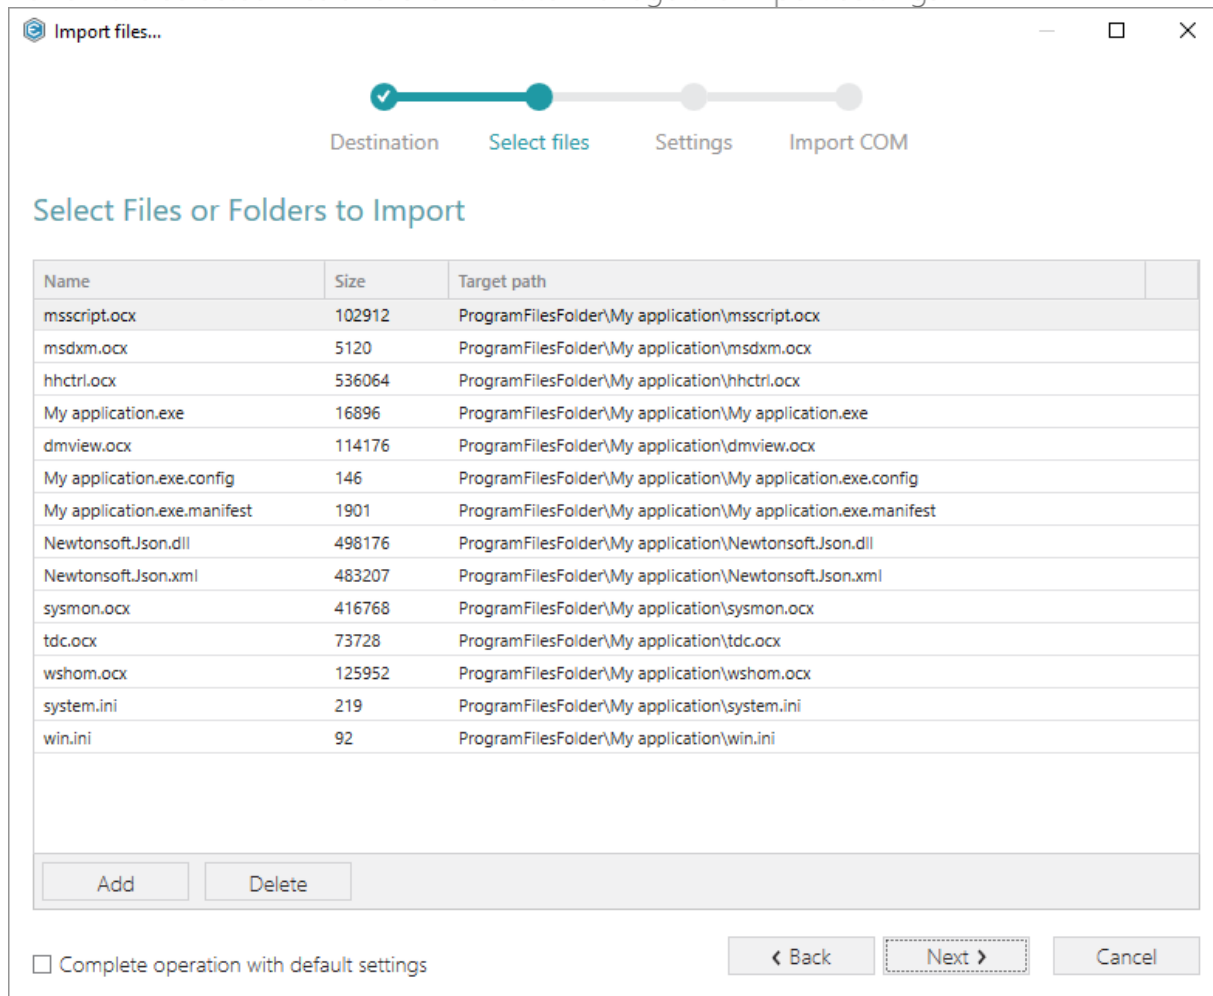 Import files...
Destination Select files Settings Import COM
Select Files or Folders to Import
Name Size Target path
msscript.ocx 102912 ProgramFilesFolder\My application\msscript.ocx
msdxm.ocx 5120 ProgramFilesFolder\My application\msdxm.ocx
hhctrl.ocx 536064 ProgramFilesFolder\My application\hhctrl.ocx
My application.exe 16896 ProgramFilesFolder\My application\My application.exe
dmview.ocx 114176 ProgramFilesFolder\My application\dmview.ocx
My application.exe.config 146 ProgramFilesFolder\My application\My application.exe.config
My application.exe.manifest 1901 ProgramFilesFolder\My application\My application.exe.manifest
Newtonsoft.Json.dll 498176 ProgramFilesFolder\My application\Newtonsoft.Json.dll
Newtonsoft.Json.xml 483207 ProgramFilesFolder\My application\Newtonsoft.Json.xml
sysmon.ocx 416768 ProgramFilesFolder\My application\sysmon.ocx
tdc.ocx 73728 ProgramFilesFolder\My application\tdc.ocx
wshom.ocx 125952 ProgramFilesFolder\My application\wshom.ocx
system.ini 219 ProgramFilesFolder\My application\system.ini
win.ini 92 ProgramFilesFolder\My application\win.ini
Add Delete
Complete operation with default settings Back Next Cancel